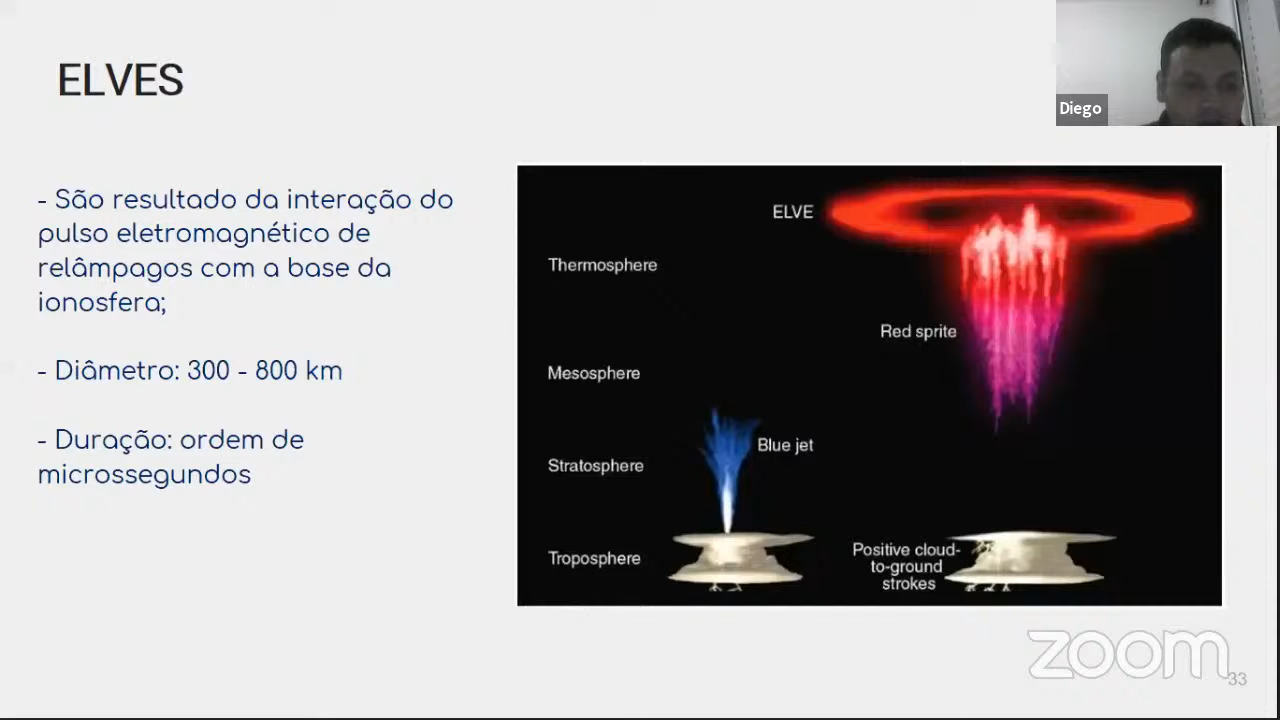 ELVES
Diego
- São resultado da interação do
pulso eletromagnético de
relâmpagos com a base da
ionosfera;
- Diâmetro: 300 - 800 km
- Duração: ordem de
microssegundos
ELVE
Thermosphere
Red sprite
Mesosphere
Blue jet
Stratosphere
Troposphere
Positive cloud-
to-ground
strokes
zoom
33